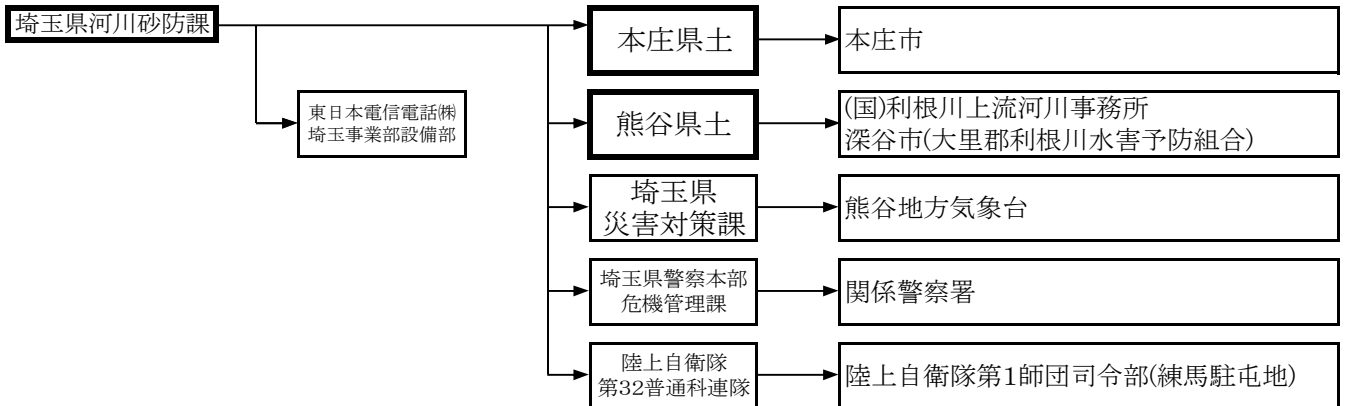 埼玉県河川砂防課
本庄県土
本庄市
東日本電信電話㈱
埼玉事業部設備部
熊谷県土
(国)利根川上流河川事務所
深谷市(大里郡利根川水害予防組合)
埼玉県
災害対策課
熊谷地方気象台
埼玉県警察本部
危機管理課
関係警察署
陸上自衛隊
第32普通科連隊
陸上自衛隊第1師団司令部(練馬駐屯地)